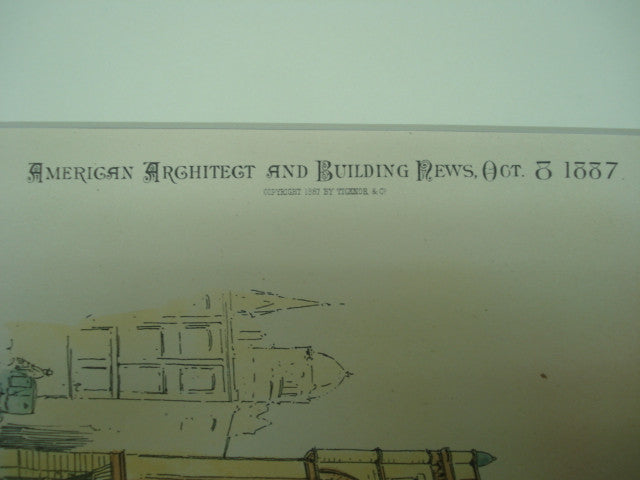 American Architect and Building News, Oct. 8 1887.
Copyright 1887 by Ticknor & Co